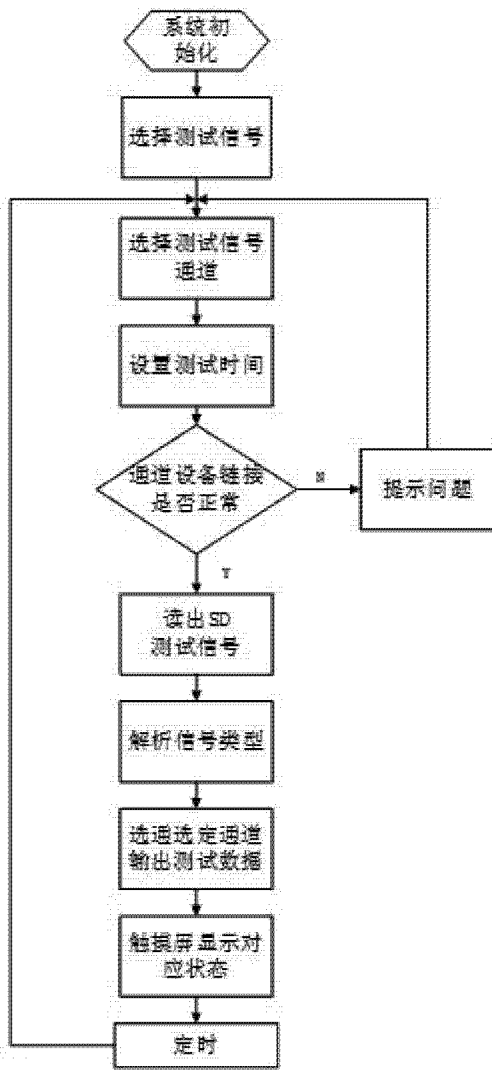 系统初
始化
选择测试信号
选择测试信号
通道
设置测试时间
通道设备链接
是否正常
N
提示问题
Y
读出SD
测试信号
解析信号类型
选通选定通道
输出测试数据
触摸屏显示对
应状态
定时